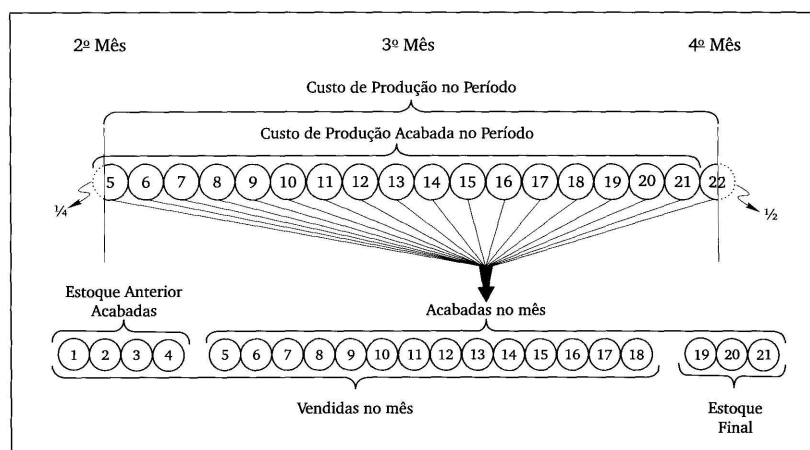 2º Mês 3º Mês 4º Mês
Custo de Produção no Período
Custo de Produção Acabada no Período
5 6 7 8 9 10 11 12 13 14 15 16 17 18 19 20 21 22
¼ ½
Estoque Anterior
Acabadas
Acabadas no mês
1 2 3 4 5 6 7 8 9 10 11 12 13 14 15 16 17 18 19 20 21
Vendidas no mês
Estoque
Final